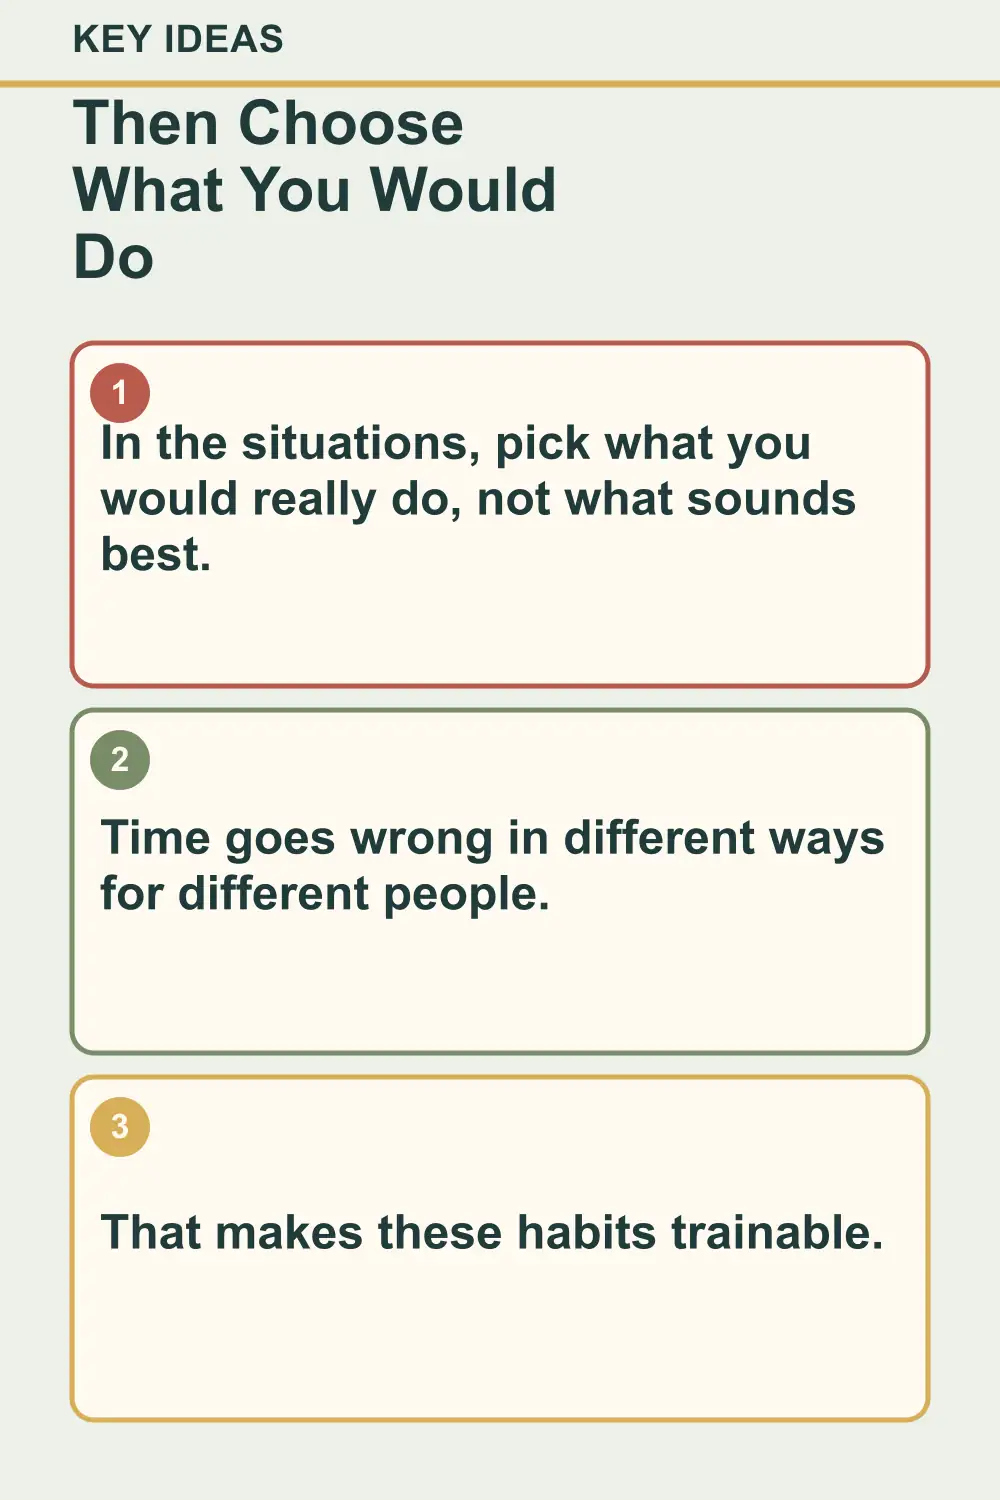 KEY IDEAS
Then Choose
What You Would
Do
1
In the situations, pick what you
would really do, not what sounds
best.
2
Time goes wrong in different ways
for different people.
3
That makes these habits trainable.